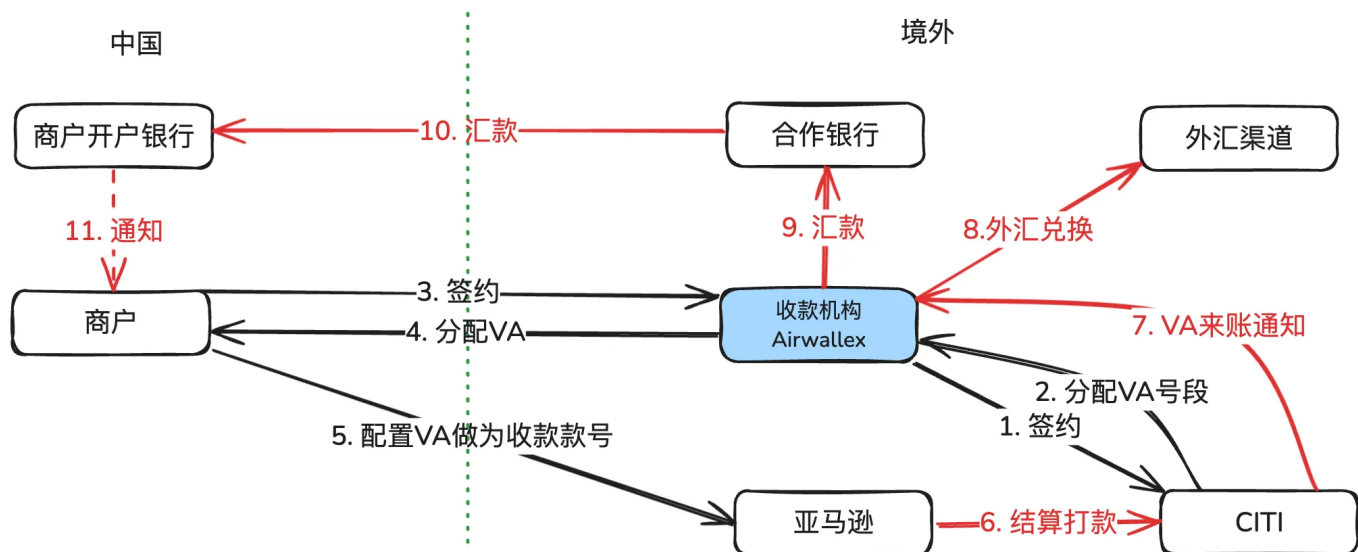 中国
境外
商户开户银行
10. 汇款
合作银行
外汇渠道
11. 通知
9. 汇款
8.外汇兑换
商户
3. 签约
4. 分配VA
收款机构
Airwallex
7. VA来账通知
2. 分配VA号段
1. 签约
5. 配置VA做为收款款号
亚马逊
6. 结算打款
CITI